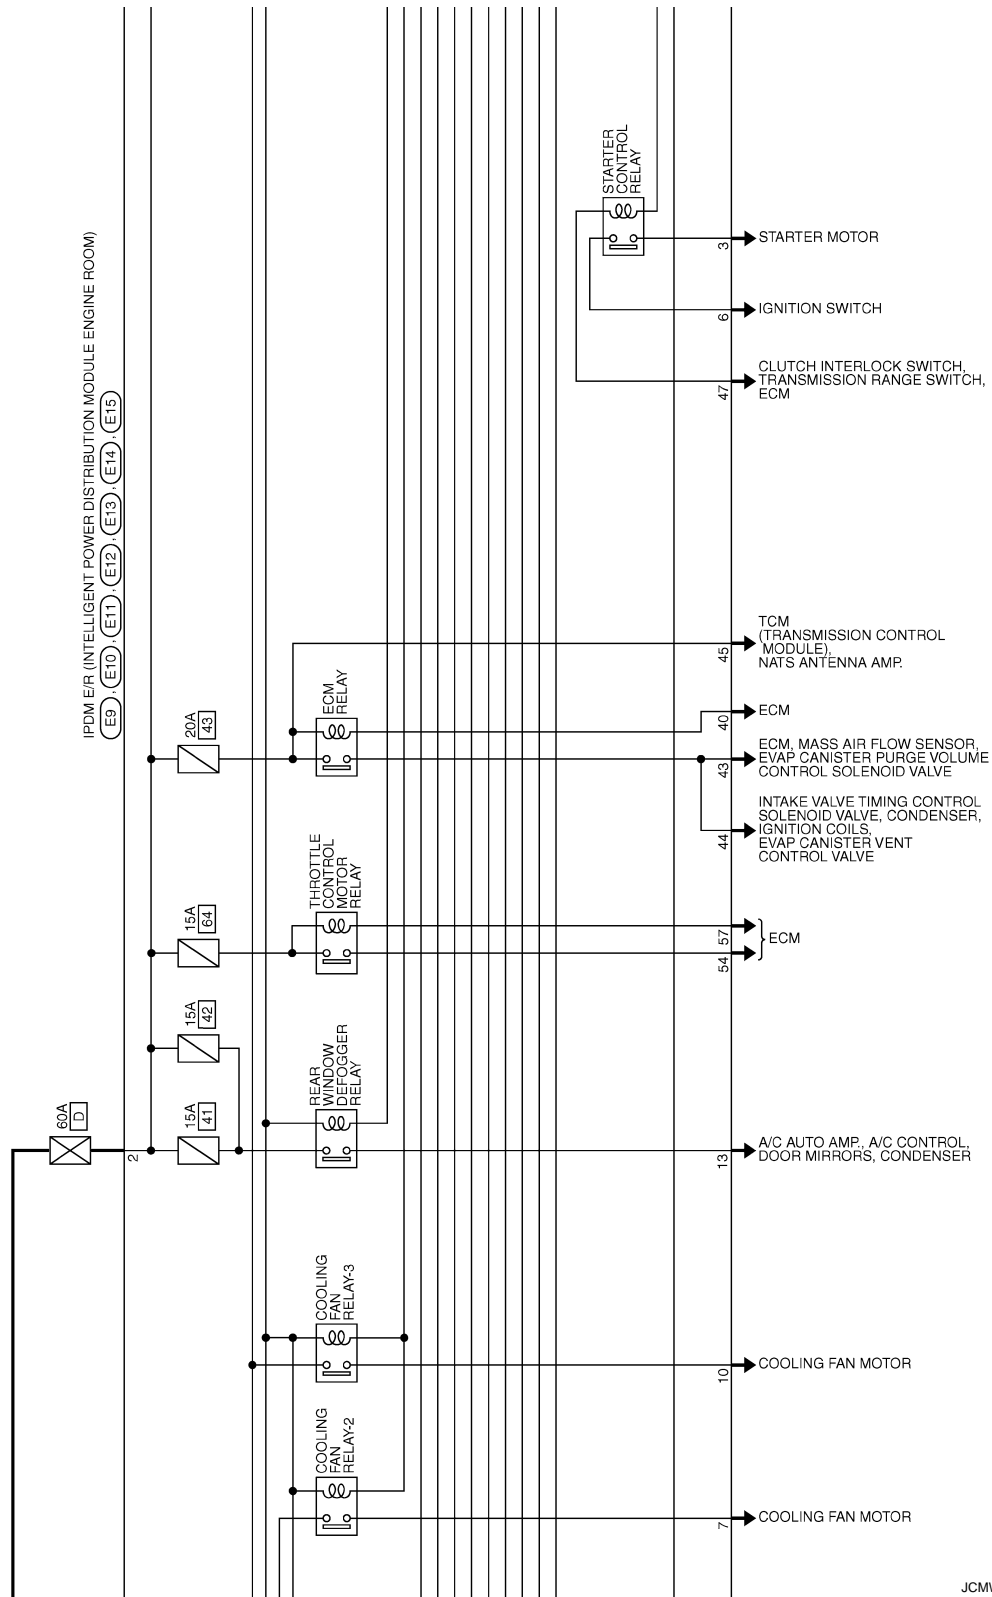 STARTER
CONTROL
RELAY
3
STARTER MOTOR
6
IGNITION SWITCH
47
CLUTCH INTERLOCK SWITCH,
TRANSMISSION RANGE SWITCH,
ECM
IPDM E/R (INTELLIGENT POWER DISTRIBUTION MODULE ENGINE ROOM)
E9 , E10 , E11 , E12 , E13 , E14 , E15
45
TCM
(TRANSMISSION CONTROL
MODULE),
NATS ANTENNA AMP.
20A
43
ECM
RELAY
40
ECM
43
ECM, MASS AIR FLOW SENSOR,
EVAP CANISTER PURGE VOLUME
CONTROL SOLENOID VALVE
44
INTAKE VALVE TIMING CONTROL
SOLENOID VALVE, CONDENSER,
IGNITION COILS,
EVAP CANISTER VENT
CONTROL VALVE
15A
64
THROTTLE
CONTROL
MOTOR
RELAY
57
54
ECM
15A
42
60A
D
2
15A
41
REAR
WINDOW
DEFOGGER
RELAY
13
A/C AUTO AMP., A/C CONTROL,
DOOR MIRRORS, CONDENSER
COOLING
FAN
RELAY-3
10
COOLING FAN MOTOR
COOLING
FAN
RELAY-2
7
COOLING FAN MOTOR